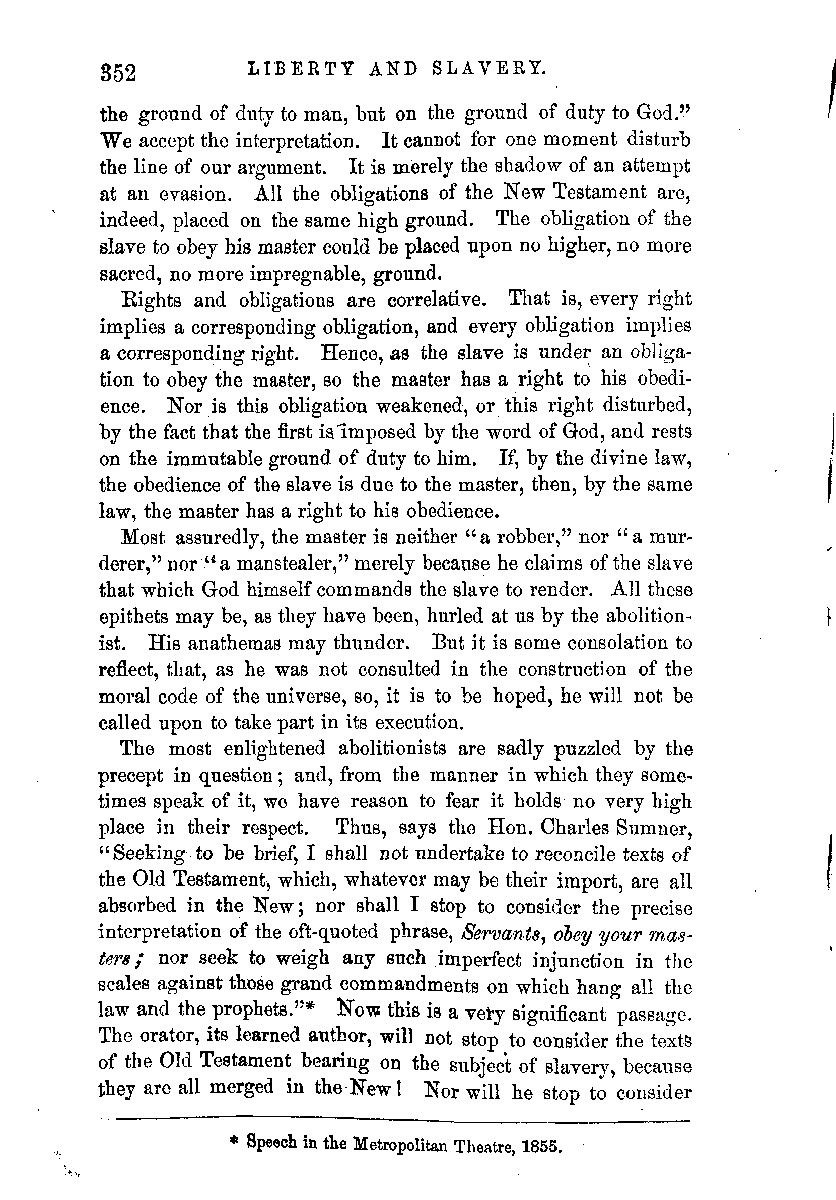 352 LIBERTY AND SLAVERY.
the ground of duty to man, but on the ground of duty to God.”
We accept the interpretation. It cannot for one moment disturb
the line of our argument. It is merely the shadow of an attempt
at an evasion. All the obligations of the New Testament are,
indeed, placed on the same high ground. The obligation of the
slave to obey his master could be placed upon no higher, no more
sacred, no more impregnable, ground.
Rights and obligations are correlative. That is, every right
implies a corresponding obligation, and every obligation implies
a corresponding right. Hence, as the slave is under an obliga-
tion to obey the master, so the master has a right to his obedi-
ence. Nor is this obligation weakened, or this right disturbed,
by the fact that the first is imposed by the word of God, and rests
on the immutable ground of duty to him. If, by the divine law,
the obedience of the slave is due to the master, then, by the same
law, the master has a right to his obedience.
Most assuredly, the master is neither “a robber,” nor “a mur-
derer,” nor “a manstealer,” merely because he claims of the slave
that which God himself commands the slave to render. All these
epithets may be, as they have been, hurled at us by the abolition-
ist. His anathemas may thunder. But it is some consolation to
reflect, that, as he was not consulted in the construction of the
moral code of the universe, so, it is to be hoped, he will not be
called upon to take part in its execution.
The most enlightened abolitionists are sadly puzzled by the
precept in question; and, from the manner in which they some-
times speak of it, we have reason to fear it holds no very high
place in their respect. Thus, says the Hon. Charles Sumner,
“Seeking to be brief, I shall not undertake to reconcile texts of
the Old Testament, which, whatever may be their import, are all
absorbed in the New; nor shall I stop to consider the precise
interpretation of the oft-quoted phrase, Servants, obey your mas-
ters; nor seek to weigh any such imperfect injunction in the
scales against those grand commandments on which hang all the
law and the prophets.”* Now this is a very significant passage.
The orator, its learned author, will not stop to consider the texts
of the Old Testament bearing on the subject of slavery, because
they are all merged in the New! Nor will he stop to consider
* Speech in the Metropolitan Theatre, 1855.